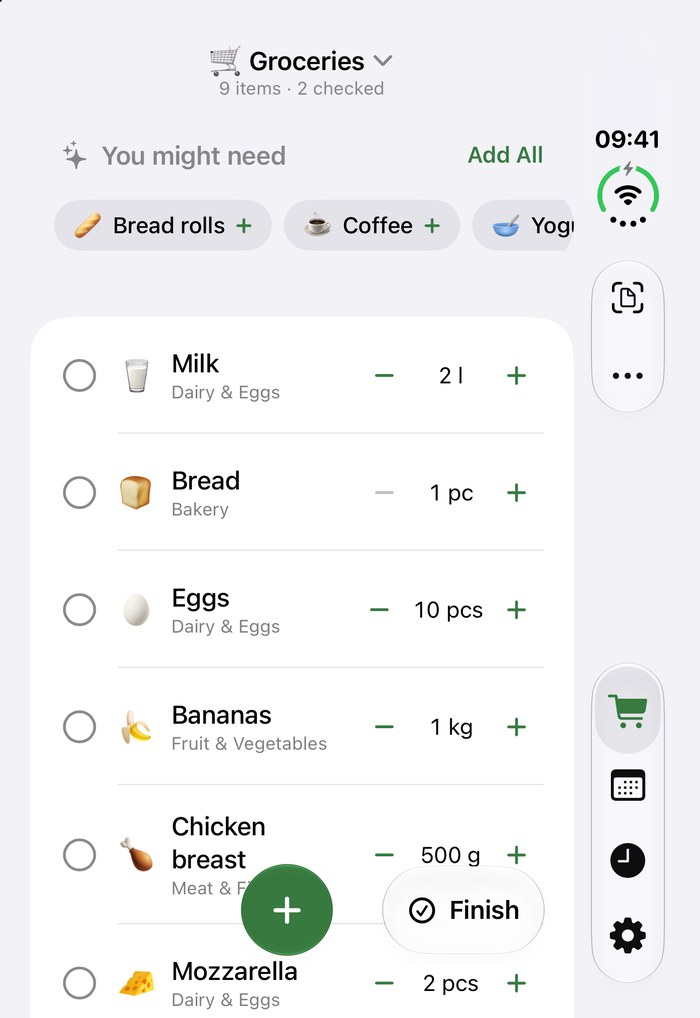 Groceries
9 items · 2 checked
You might need
Add All
09:41
Bread rolls +
Coffee +
Milk
Dairy & Eggs
− 2 l +
Bread
Bakery
− 1 pc +
Eggs
Dairy & Eggs
− 10 pcs +
Bananas
Fruit & Vegetables
− 1 kg +
Chicken
breast
Meat &
− 500 g +
+
Finish
Mozzarella
Dairy & Eggs
− 2 pcs +